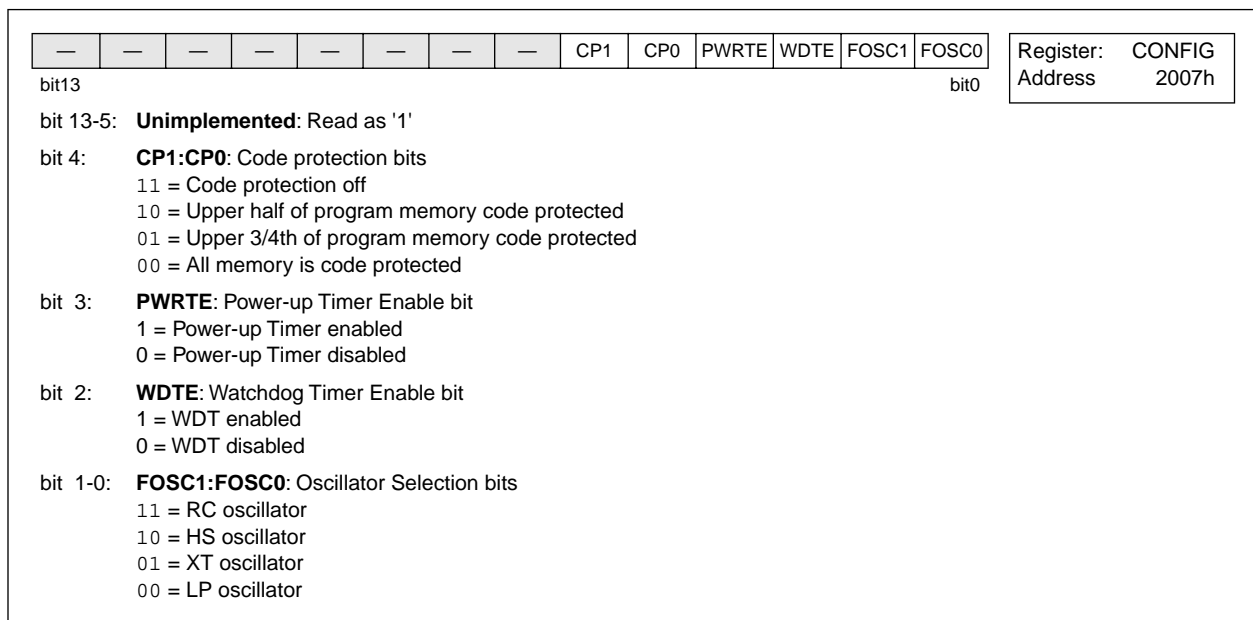 — — — — — — — — CP1 CP0 PWRTE WDTE FOSC1 FOSC0
bit13 bit0
Register: CONFIG
Address 2007h
bit 13-5: Unimplemented: Read as '1'
bit 4: CP1:CP0: Code protection bits
11 = Code protection off
10 = Upper half of program memory code protected
01 = Upper 3/4th of program memory code protected
00 = All memory is code protected
bit 3: PWRTE: Power-up Timer Enable bit
1 = Power-up Timer enabled
0 = Power-up Timer disabled
bit 2: WDTE: Watchdog Timer Enable bit
1 = WDT enabled
0 = WDT disabled
bit 1-0: FOSC1:FOSC0: Oscillator Selection bits
11 = RC oscillator
10 = HS oscillator
01 = XT oscillator
00 = LP oscillator